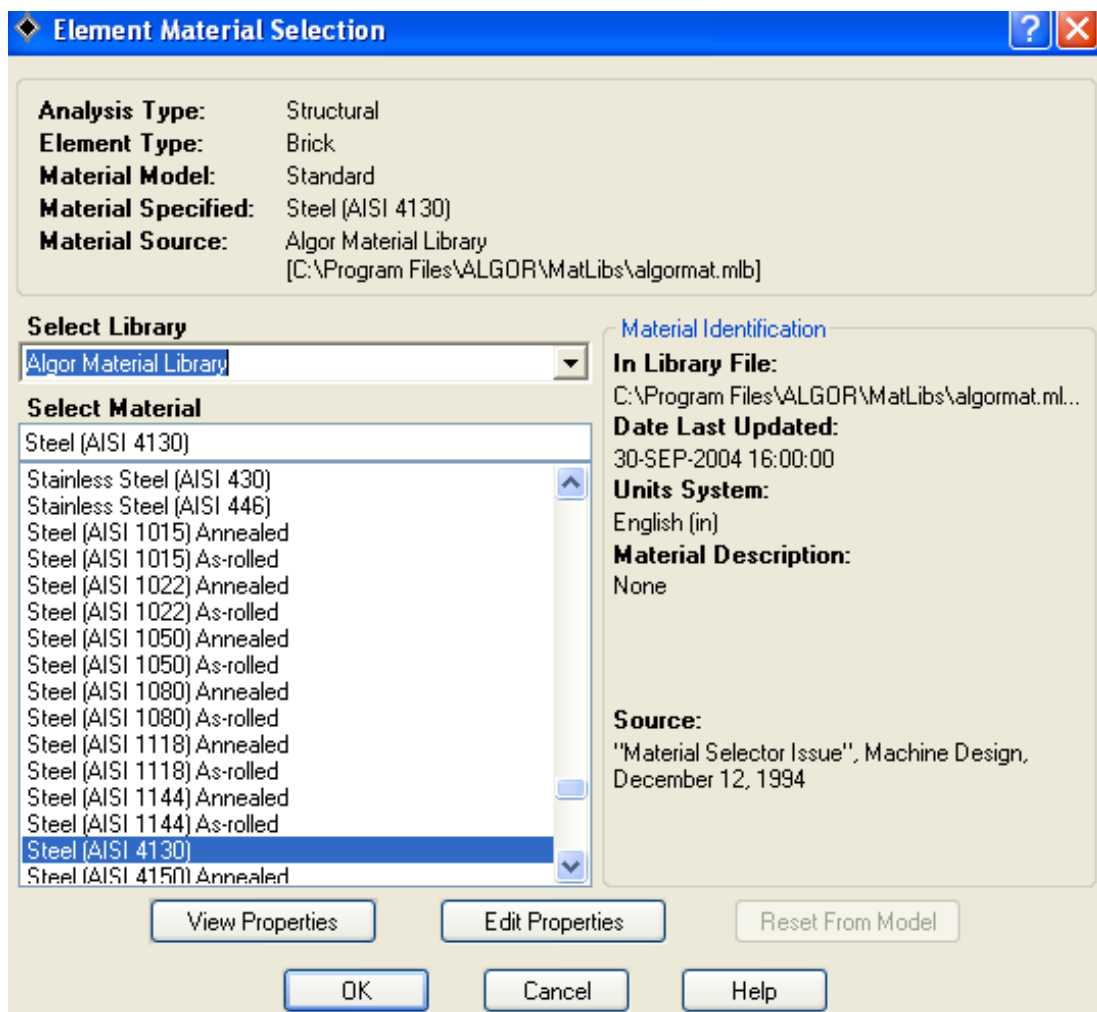 Element Material Selection
Analysis Type: Structural
Element Type: Brick
Material Model: Standard
Material Specified: Steel (AISI 4130)
Material Source: Algor Material Library
[C:\Program Files\ALGOR\MatLibs\algormat.mlb]
Select Library
Algor Material Library
Select Material
Steel (AISI 4130)
Stainless Steel (AISI 430)
Stainless Steel (AISI 446)
Steel (AISI 1015) Annealed
Steel (AISI 1015) As-rolled
Steel (AISI 1022) Annealed
Steel (AISI 1022) As-rolled
Steel (AISI 1050) Annealed
Steel (AISI 1050) As-rolled
Steel (AISI 1080) Annealed
Steel (AISI 1080) As-rolled
Steel (AISI 1118) Annealed
Steel (AISI 1118) As-rolled
Steel (AISI 1144) Annealed
Steel (AISI 1144) As-rolled
Steel (AISI 4130)
Steel (AISI 4150) Annealed
Material Identification
In Library File:
C:\Program Files\ALGOR\MatLibs\algormat.ml...
Date Last Updated:
30-SEP-2004 16:00:00
Units System:
English (in)
Material Description:
None
Source:
"Material Selector Issue", Machine Design,
December 12, 1994
View Properties
Edit Properties
Reset From Model
OK
Cancel
Help